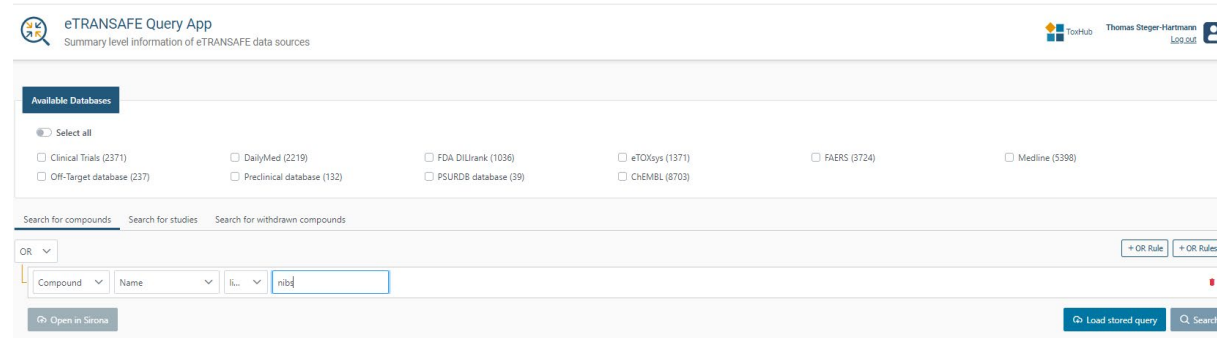 eTRANSAFE Query App
Summary level information of eTRANSAFE data sources
ToxHub
Thomas Steger-Hartmann
Log out
Available Databases
Select all
Clinical Trials (2371) DailyMed (2219) FDA DILIrank (1036) eTOXsys (1371) FAERS (3724) Medline (5398)
Off-Target database (237) Preclinical database (132) PSURDB database (39) ChEMBL (8703)
Search for compounds Search for studies Search for withdrawn compounds
OR + OR Rule + OR Rules
Compound Name li... nibs
Open in Sirona Load stored query Search